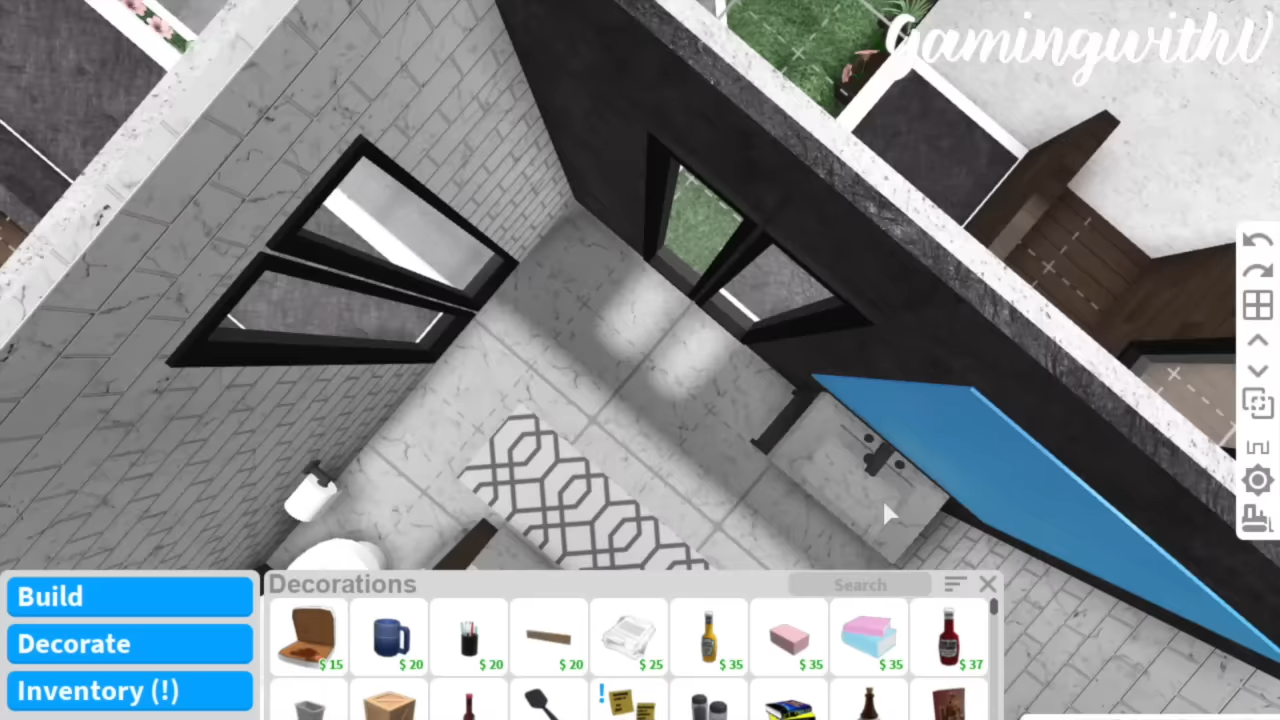 GamingwithV
Build
Decorate
Inventory (!)
Decorations
Search
$ 15
$ 20
$ 20
$ 20
$ 25
$ 35
$ 35
$ 35
$ 37
!